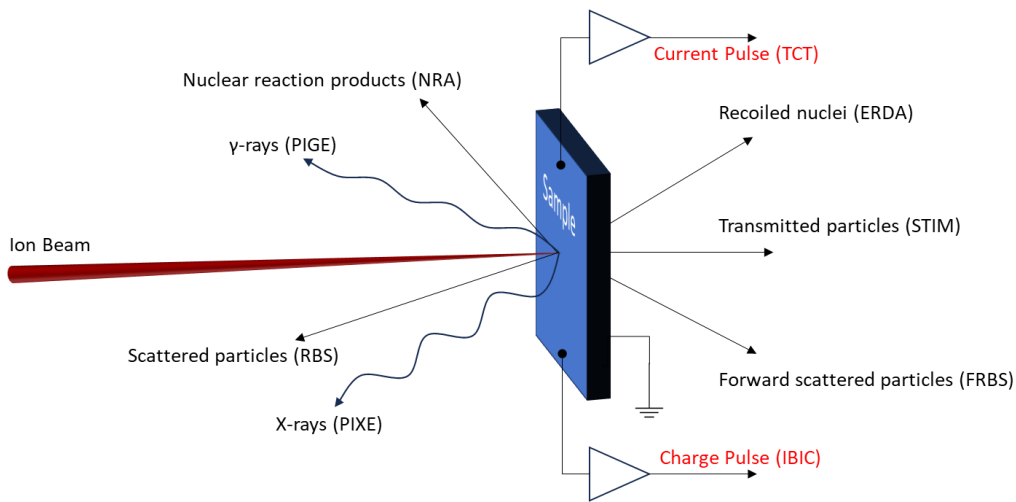 Current Pulse (TCT)
Nuclear reaction products (NRA)
Recoiled nuclei (ERDA)
γ-rays (PIGE)
Sample
Transmitted particles (STIM)
Ion Beam
Scattered particles (RBS)
Forward scattered particles (FRBS)
X-rays (PIXE)
Charge Pulse (IBIC)